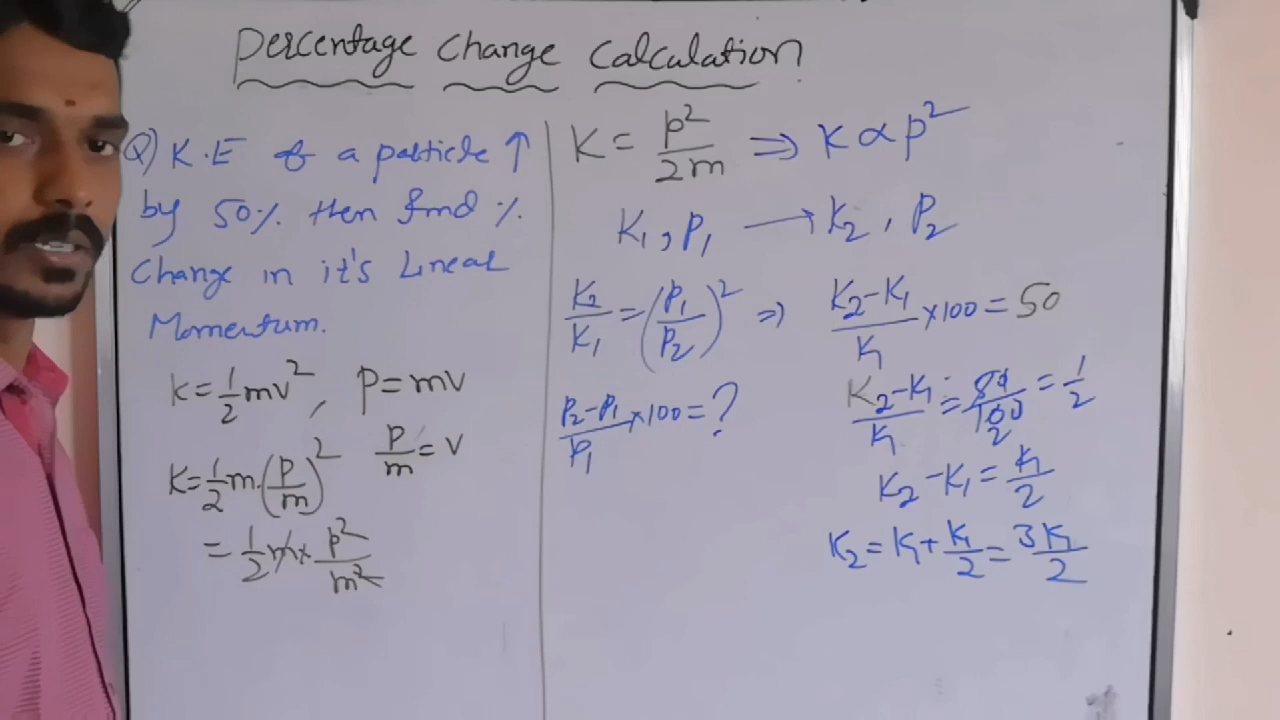 Percentage Change Calculation
Q) K.E of a particle ↑
by 50% then find %
Change in it's Linear
Momentum.
K = 1/2 mv², P = mv
K = 1/2 m·(P/m)² P/m = v
= 1/2 m × P²/m²
K = P²/2m ⇒ K ∝ P²
K₁, P₁ → K₂, P₂
K₂/K₁ = (P₁/P₂)² ⇒ (K₂-K₁)/K₁ × 100 = 50
(P₂-P₁)/P₁ × 100 = ?
(K₂-K₁)/K₁ = 50/100 = 1/2
K₂-K₁ = K₁/2
K₂ = K₁ + K₁/2 = 3K₁/2